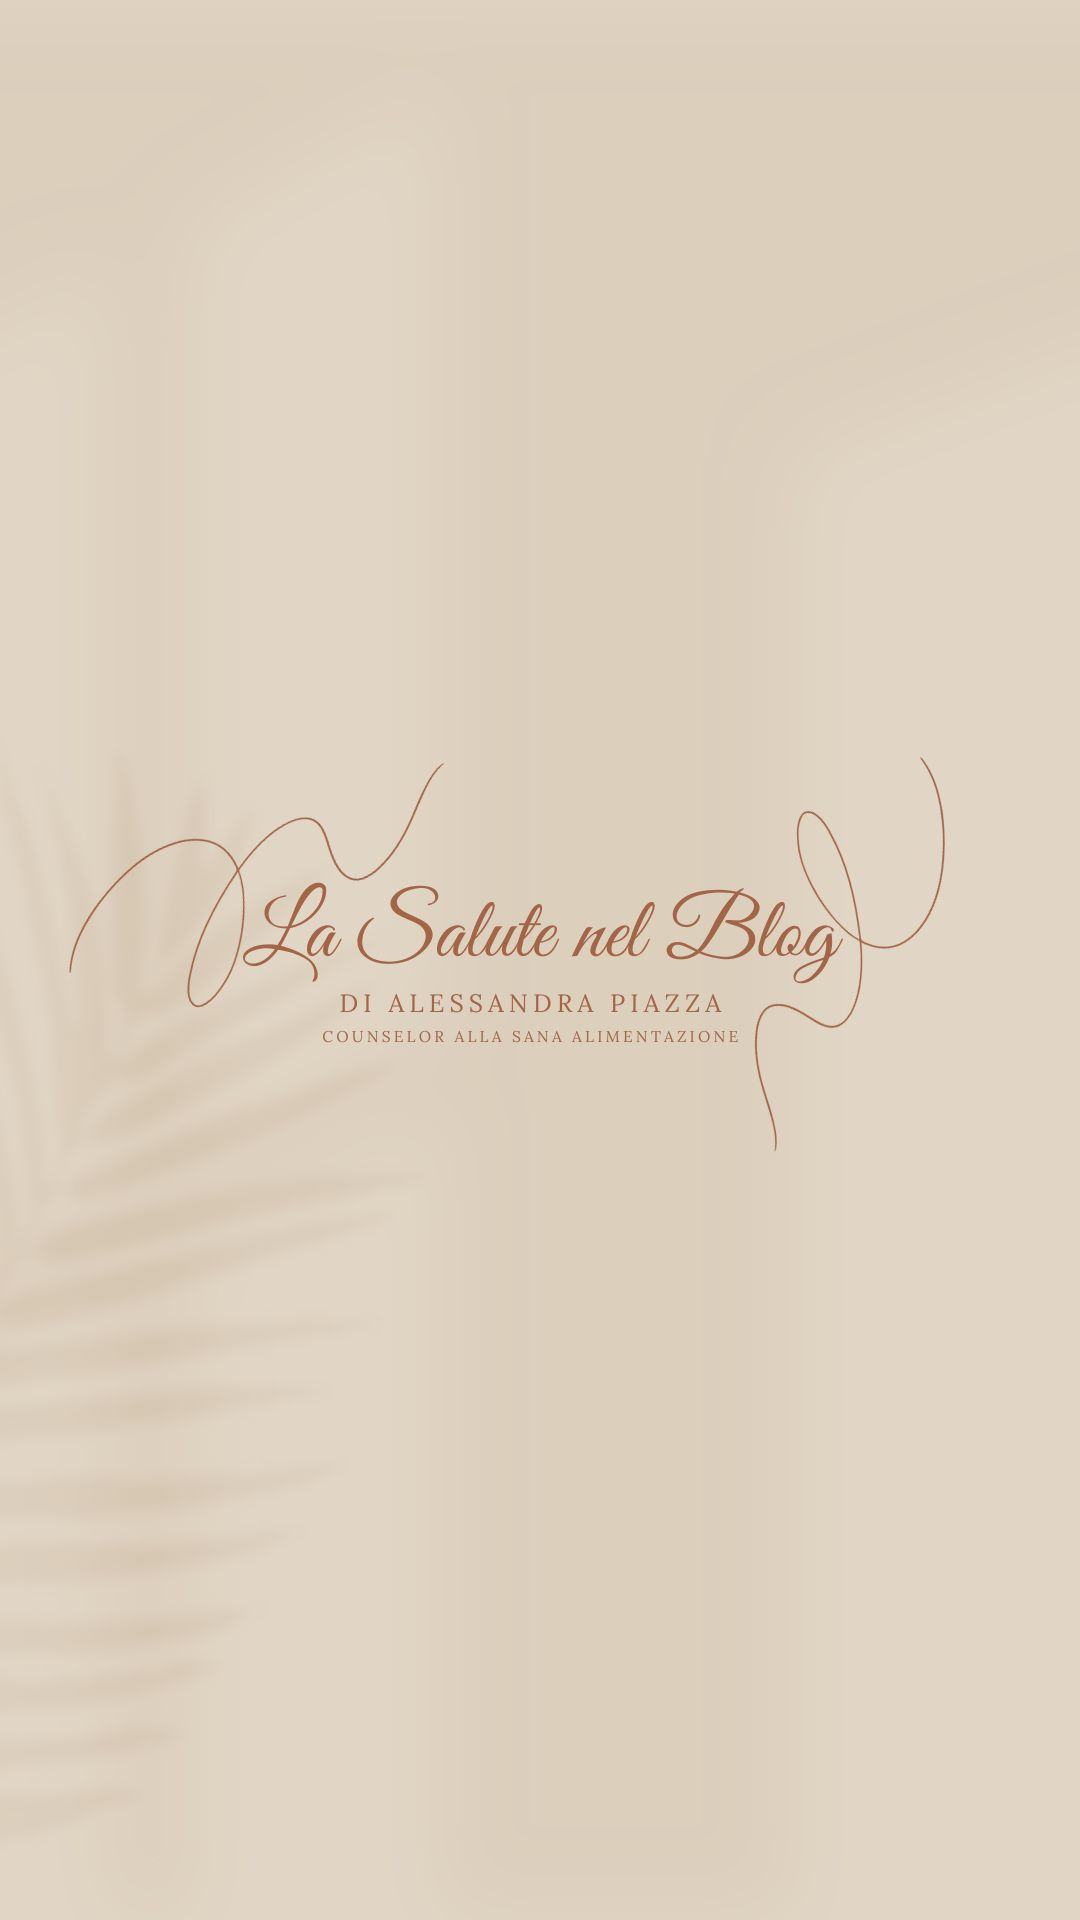 La Salute nel Blog
DI ALESSANDRA PIAZZA
COUNSELOR ALLA SANA ALIMENTAZIONE